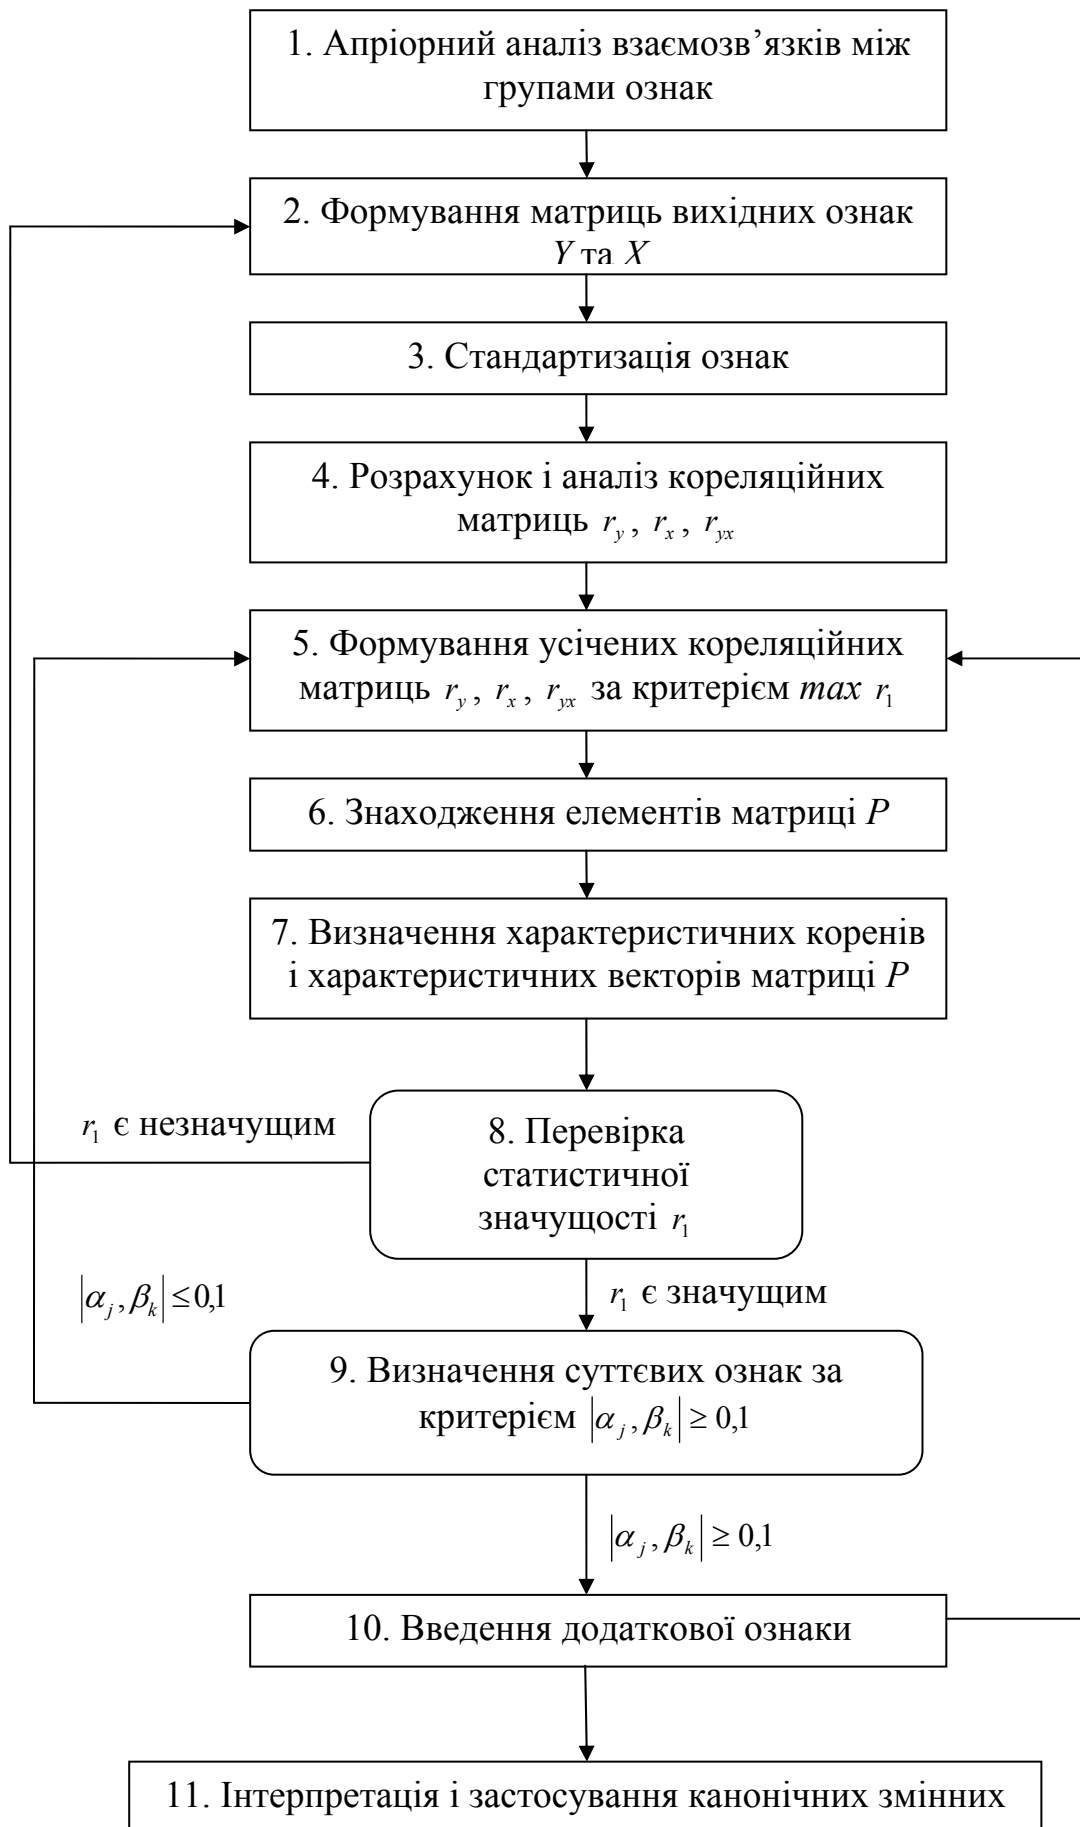 1. Апріорний аналіз взаємозв’язків між
групами ознак
2. Формування матриць вихідних ознак
Y та X
3. Стандартизація ознак
4. Розрахунок і аналіз кореляційних
матриць r_y , r_x , r_yx
5. Формування усічених кореляційних
матриць r_y , r_x , r_yx за критерієм max r_1
6. Знаходження елементів матриці P
7. Визначення характеристичних коренів
і характеристичних векторів матриці P
r_1 є незначущим
8. Перевірка
статистичної
значущості r_1
|α_j , β_k| ≤ 0,1
r_1 є значущим
9. Визначення суттєвих ознак за
критерієм |α_j , β_k| ≥ 0,1
|α_j , β_k| ≥ 0,1
10. Введення додаткової ознаки
11. Інтерпретація і застосування канонічних змінних